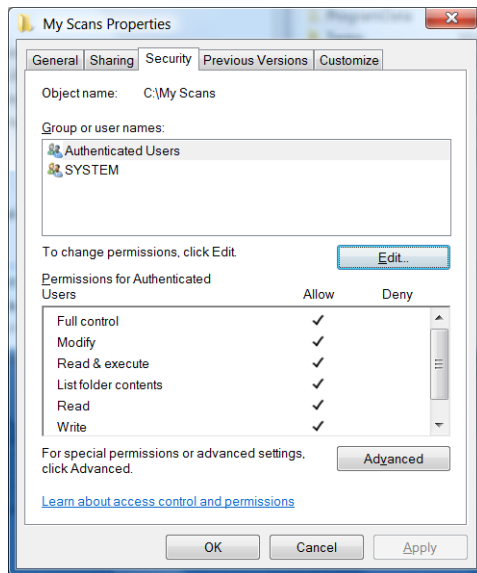 My Scans Properties
General Sharing Security Previous Versions Customize
Object name: C:\My Scans
Group or user names:
Authenticated Users
SYSTEM
To change permissions, click Edit.
Edit...
Permissions for Authenticated
Users Allow Deny
Full control
Modify
Read & execute
List folder contents
Read
Write
For special permissions or advanced settings,
click Advanced.
Advanced
Learn about access control and permissions
OK Cancel Apply